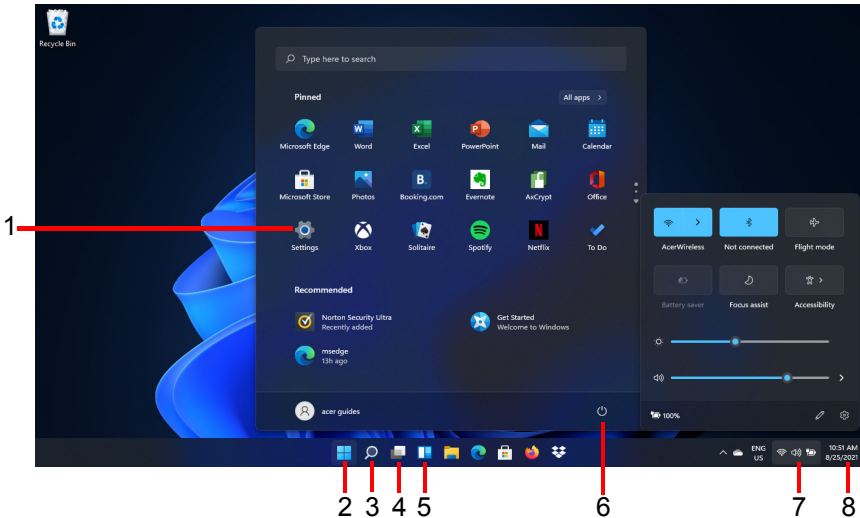 Recycle Bin
Type here to search
Pinned
All apps >
Microsoft Edge
Word
Excel
PowerPoint
Mail
Calendar
Microsoft Store
Photos
B.
Booking.com
Evernote
AxCrypt
Office
1
Settings
Xbox
Solitaire
Spotify
N
Netflix
To Do
Recommended
Norton Security Ultra
Recently added
Get Started
Welcome to Windows
msedge
13h ago
acer guides
AcerWireless
Not connected
Flight mode
Battery saver
Focus assist
Accessibility
100%
ENG
US
10:51 AM
8/25/2021
2 3 4 5 6 7 8